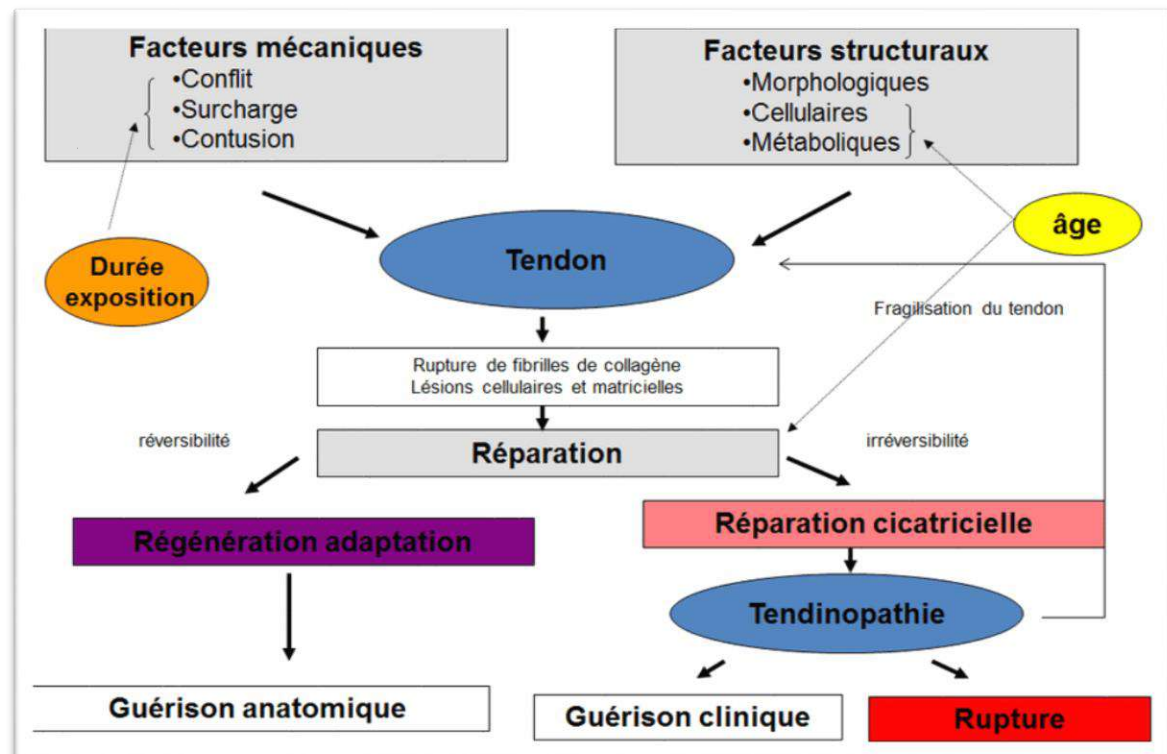 Facteurs mécaniques
•Conflit
•Surcharge
•Contusion
Facteurs structuraux
•Morphologiques
•Cellulaires
•Métaboliques
Durée
exposition
Tendon
âge
Fragilisation du tendon
Rupture de fibrilles de collagène
Lésions cellulaires et matricielles
réversibilité
Réparation
irréversibilité
Régénération adaptation
Réparation cicatricielle
Tendinopathie
Guérison anatomique
Guérison clinique
Rupture